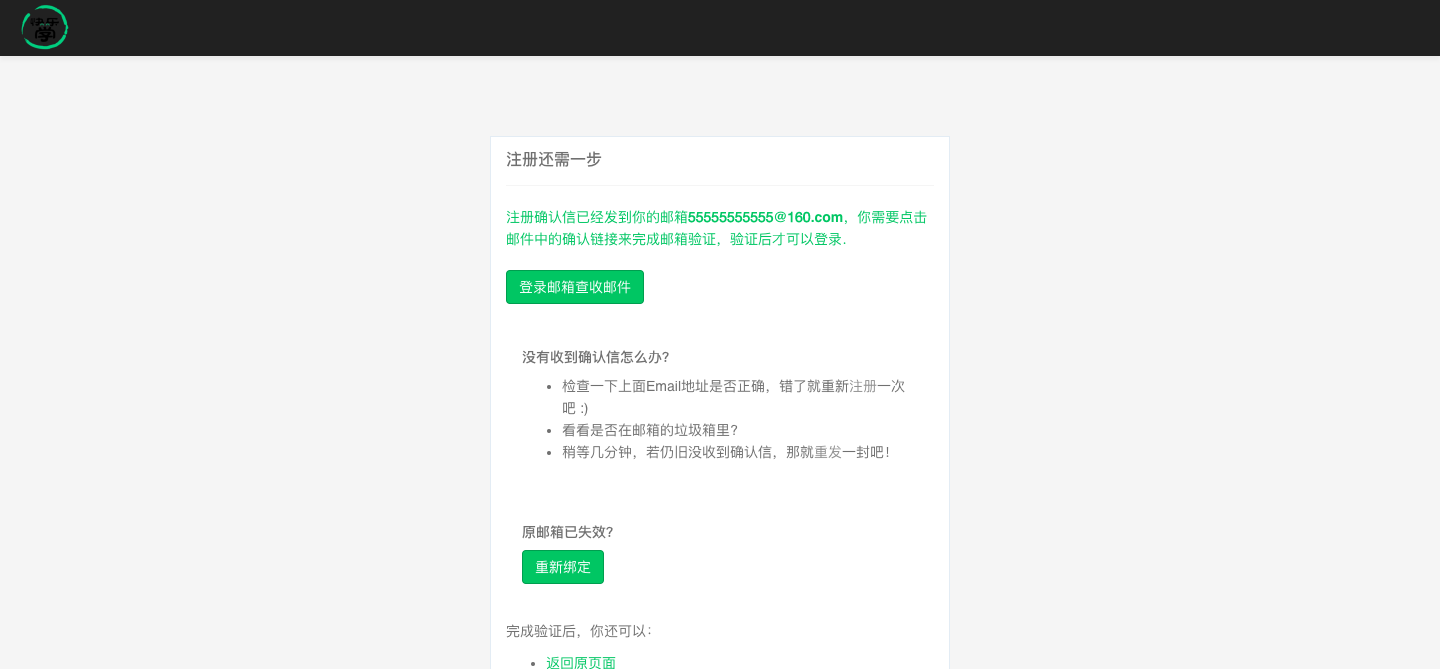 快乐
學
注册还需一步
注册确认信已经发到你的邮箱55555555555@160.com，你需要点击
邮件中的确认链接来完成邮箱验证，验证后才可以登录.
登录邮箱查收邮件
没有收到确认信怎么办?
检查一下上面Email地址是否正确，错了就重新注册一次
吧 :)
看看是否在邮箱的垃圾箱里?
稍等几分钟，若仍旧没收到确认信，那就重发一封吧！
原邮箱已失效?
重新绑定
完成验证后，你还可以：
返回原页面